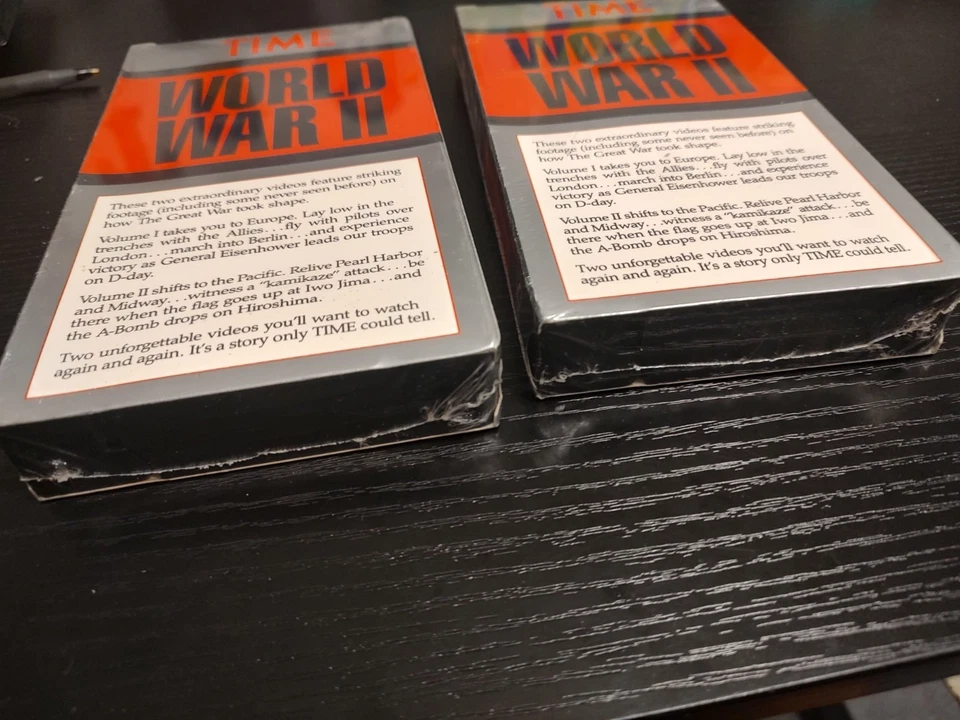 TIME
WORLD
WAR II
These two extraordinary videos feature striking
footage (including some never seen before) on
how The Great War took shape.
Volume I takes you to Europe. Lay low in the
trenches with the Allies...fly with pilots over
London...march into Berlin...and experience
victory as General Eisenhower leads our troops
on D-day.
Volume II shifts to the Pacific. Relive Pearl Harbor
and Midway...witness a "kamikaze" attack...be
there when the flag goes up at Iwo Jima...and
the A-Bomb drops on Hiroshima.
Two unforgettable videos you'll want to watch
again and again. It's a story only TIME could tell.
TIME
WORLD
WAR II
These two extraordinary videos feature striking
footage (including some never seen before) on
how The Great War took shape.
Volume I takes you to Europe. Lay low in the
trenches with the Allies...fly with pilots over
London...march into Berlin...and experience
victory as General Eisenhower leads our troops
on D-day.
Volume II shifts to the Pacific. Relive Pearl Harbor
and Midway...witness a "kamikaze" attack...be
there when the flag goes up at Iwo Jima...and
the A-Bomb drops on Hiroshima.
Two unforgettable videos you'll want to watch
again and again. It's a story only TIME could tell.